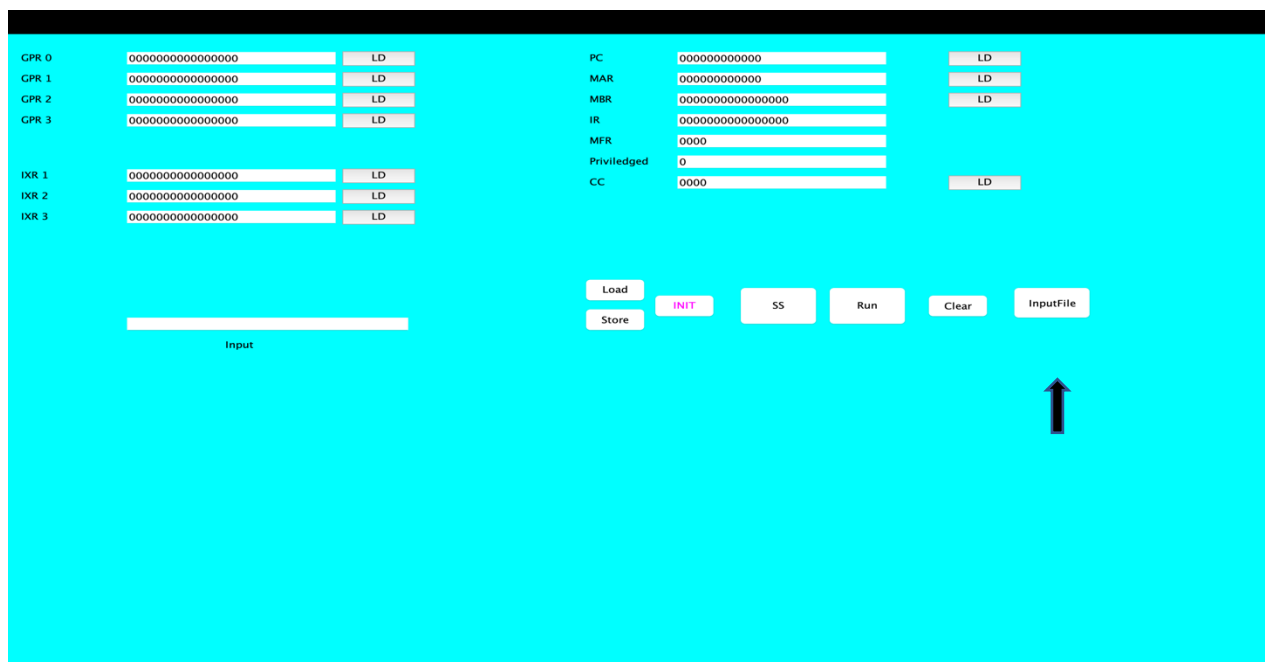 GPR 0 0000000000000000 LD
GPR 1 0000000000000000 LD
GPR 2 0000000000000000 LD
GPR 3 0000000000000000 LD
IXR 1 0000000000000000 LD
IXR 2 0000000000000000 LD
IXR 3 0000000000000000 LD
Input
PC 000000000000 LD
MAR 000000000000 LD
MBR 0000000000000000 LD
IR 0000000000000000
MFR 0000
Priviledged 0
CC 0000 LD
Load
Store
INIT SS Run Clear InputFile